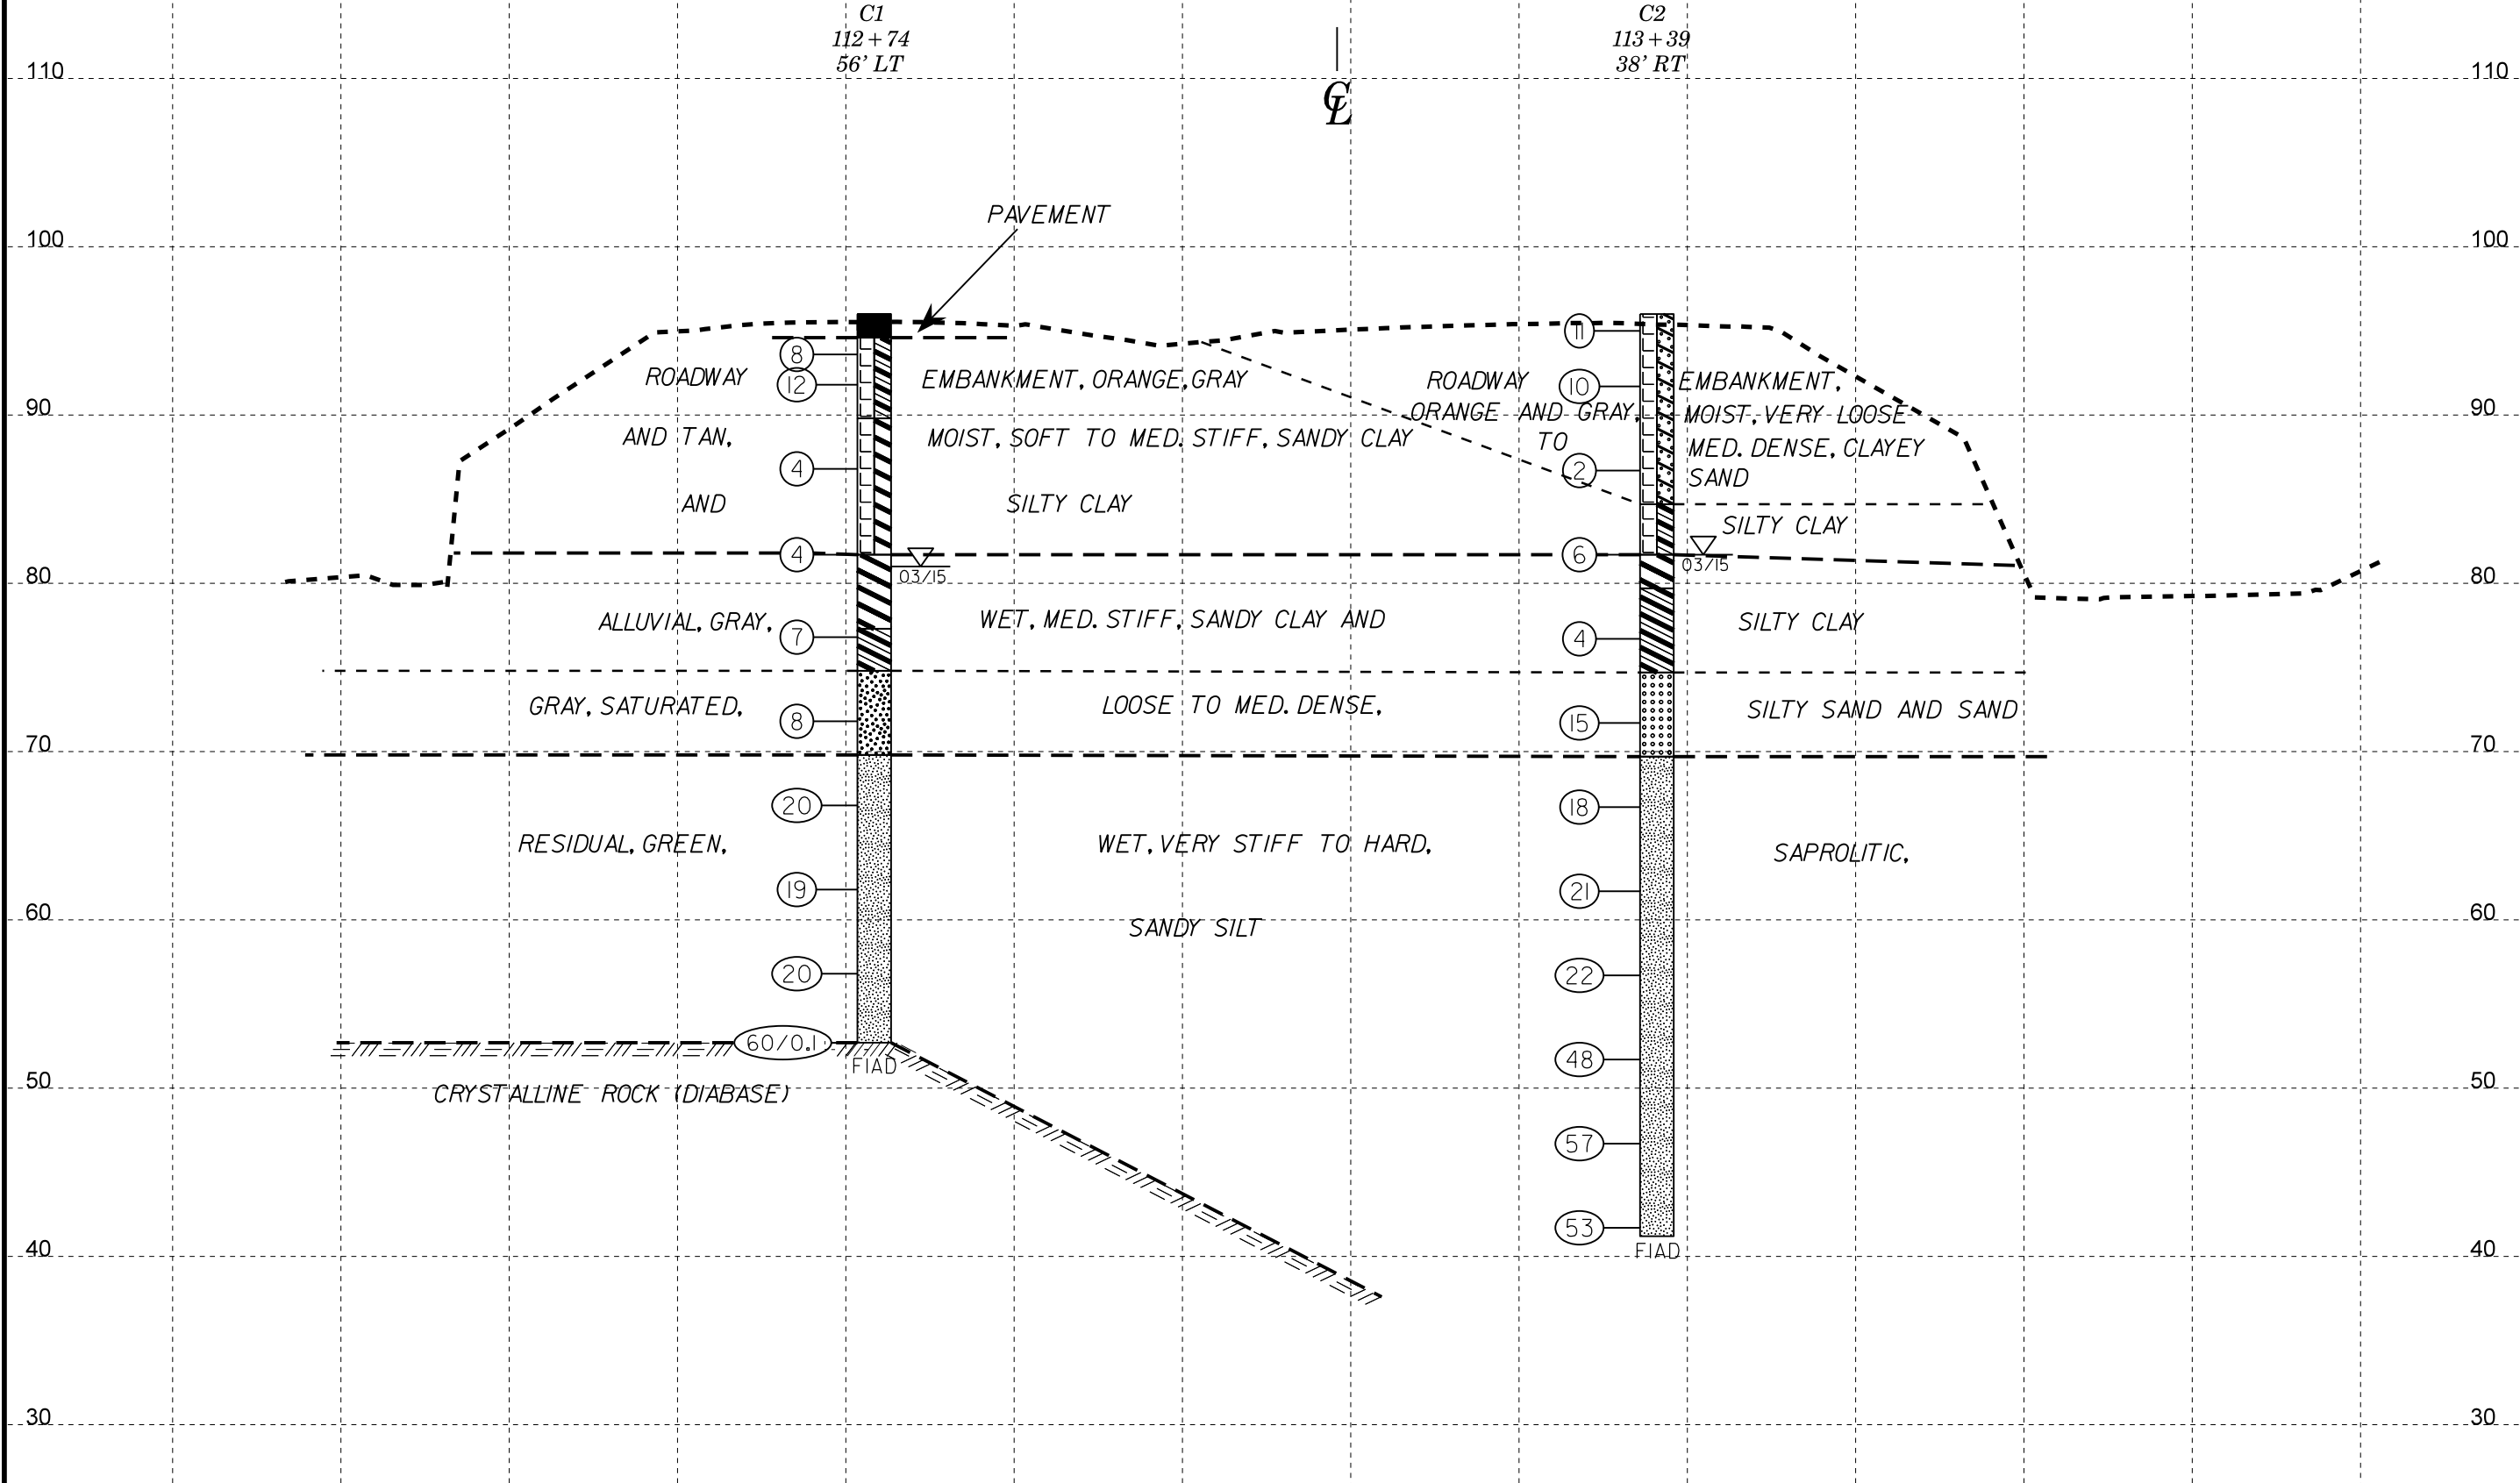 C1
112+74
56' LT
C2
113+39
38' RT
CL
110
110
PAVEMENT
100
100
11
8
ROADWAY
12
EMBANKMENT, ORANGE, GRAY
ROADWAY
10
EMBANKMENT,
90
ORANGE AND GRAY,
MOIST, VERY LOOSE
90
AND TAN,
MOIST, SOFT TO MED. STIFF, SANDY CLAY
TO
MED. DENSE, CLAYEY
4
2
SAND
AND
SILTY CLAY
SILTY CLAY
4
6
03/15
03/15
80
80
ALLUVIAL, GRAY,
7
WET, MED. STIFF, SANDY CLAY AND
4
SILTY CLAY
GRAY, SATURATED,
8
LOOSE TO MED. DENSE,
15
SILTY SAND AND SAND
70
70
20
18
RESIDUAL, GREEN,
WET, VERY STIFF TO HARD,
SAPROLITIC,
19
21
60
60
SANDY SILT
20
22
60/0.1
FIAD
48
50
50
CRYSTALLINE ROCK (DIABASE)
57
53
FIAD
40
40
30
30